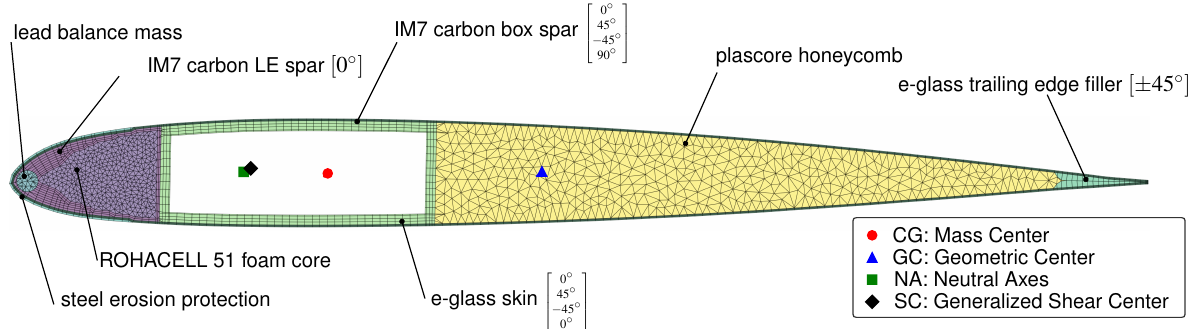 lead balance mass
IM7 carbon LE spar [0°]
IM7 carbon box spar
0°
45°
−45°
90°
plascore honeycomb
e-glass trailing edge filler [±45°]
ROHACELL 51 foam core
steel erosion protection
e-glass skin
0°
45°
−45°
0°
CG: Mass Center
GC: Geometric Center
NA: Neutral Axes
SC: Generalized Shear Center